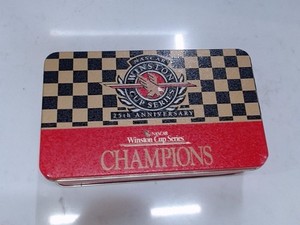 NASCAR
WINSTON
CUP SERIES
25th ANNIVERSARY
NASCAR
Winston Cup Series
CHAMPIONS